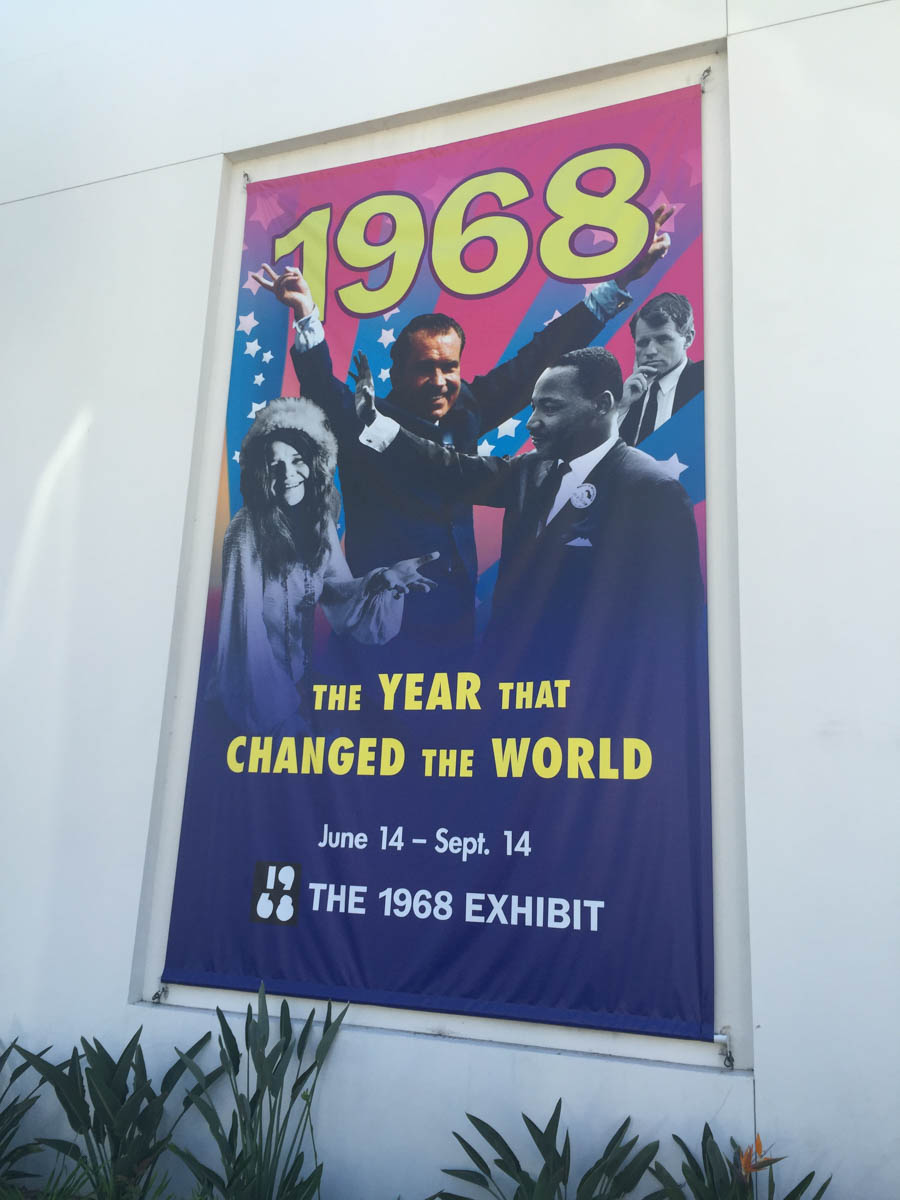 1968
THE YEAR THAT
CHANGED THE WORLD
June 14 – Sept. 14
19
68
THE 1968 EXHIBIT